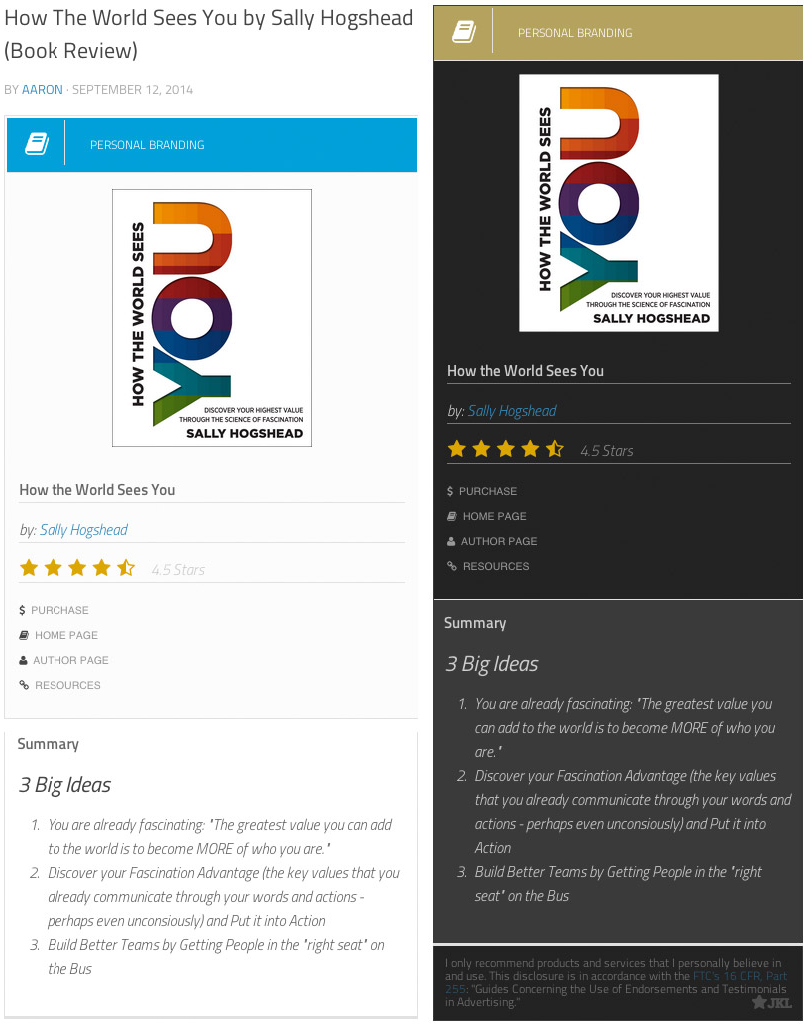 How The World Sees You by Sally Hogshead
(Book Review)
BY AARON · SEPTEMBER 12, 2014
PERSONAL BRANDING
HOW THE WORLD SEES
YOU
DISCOVER YOUR HIGHEST VALUE
THROUGH THE SCIENCE OF FASCINATION
SALLY HOGSHEAD
How the World Sees You
by: Sally Hogshead
4.5 Stars
$ PURCHASE
HOME PAGE
AUTHOR PAGE
RESOURCES
Summary
3 Big Ideas
1. You are already fascinating: "The greatest value you can add
to the world is to become MORE of who you are."
2. Discover your Fascination Advantage (the key values that you
already communicate through your words and actions -
perhaps even unconsiously) and Put it into Action
3. Build Better Teams by Getting People in the "right seat" on
the Bus
PERSONAL BRANDING
HOW THE WORLD SEES
YOU
DISCOVER YOUR HIGHEST VALUE
THROUGH THE SCIENCE OF FASCINATION
SALLY HOGSHEAD
How the World Sees You
by: Sally Hogshead
4.5 Stars
$ PURCHASE
HOME PAGE
AUTHOR PAGE
RESOURCES
Summary
3 Big Ideas
1. You are already fascinating: "The greatest value you
can add to the world is to become MORE of who you
are."
2. Discover your Fascination Advantage (the key values
that you already communicate through your words and
actions - perhaps even unconsiously) and Put it into
Action
3. Build Better Teams by Getting People in the "right
seat" on the Bus
I only recommend products and services that I personally believe in
and use. This disclosure is in accordance with the FTC's 16 CFR, Part
255: "Guides Concerning the Use of Endorsements and Testimonials
in Advertising."
JKL